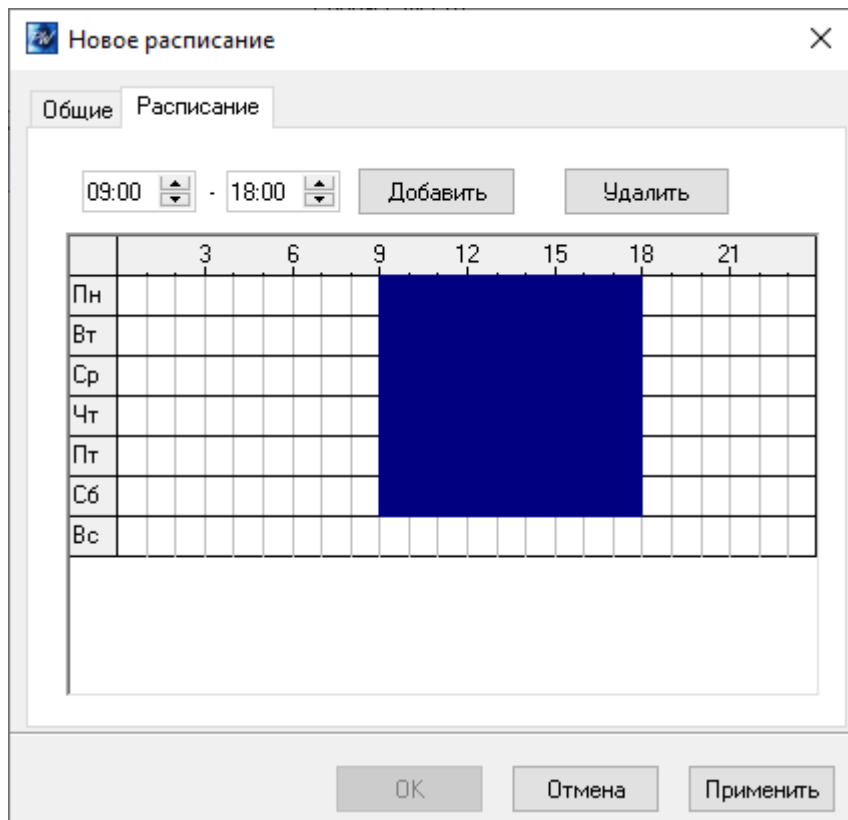 Новое расписание
Общие Расписание
09:00 - 18:00 Добавить Удалить
3 6 9 12 15 18 21
Пн
Вт
Ср
Чт
Пт
Сб
Вс
OK Отмена Применить